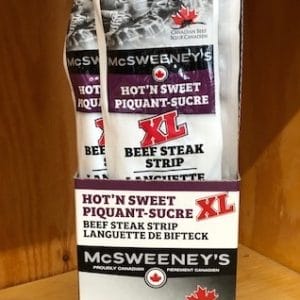 CANADIAN BEEF
BŒUF CANADIEN
McSWEENEY'S
HOT'N SWEET
PIQUANT-SUCRE
XL
BEEF STEAK
STRIP
LANGUETTE
HOT'N SWEET
PIQUANT-SUCRE XL
BEEF STEAK STRIP
LANGUETTE DE BIFTECK
McSWEENEY'S
PROUDLY CANADIAN FIÈREMENT CANADIEN